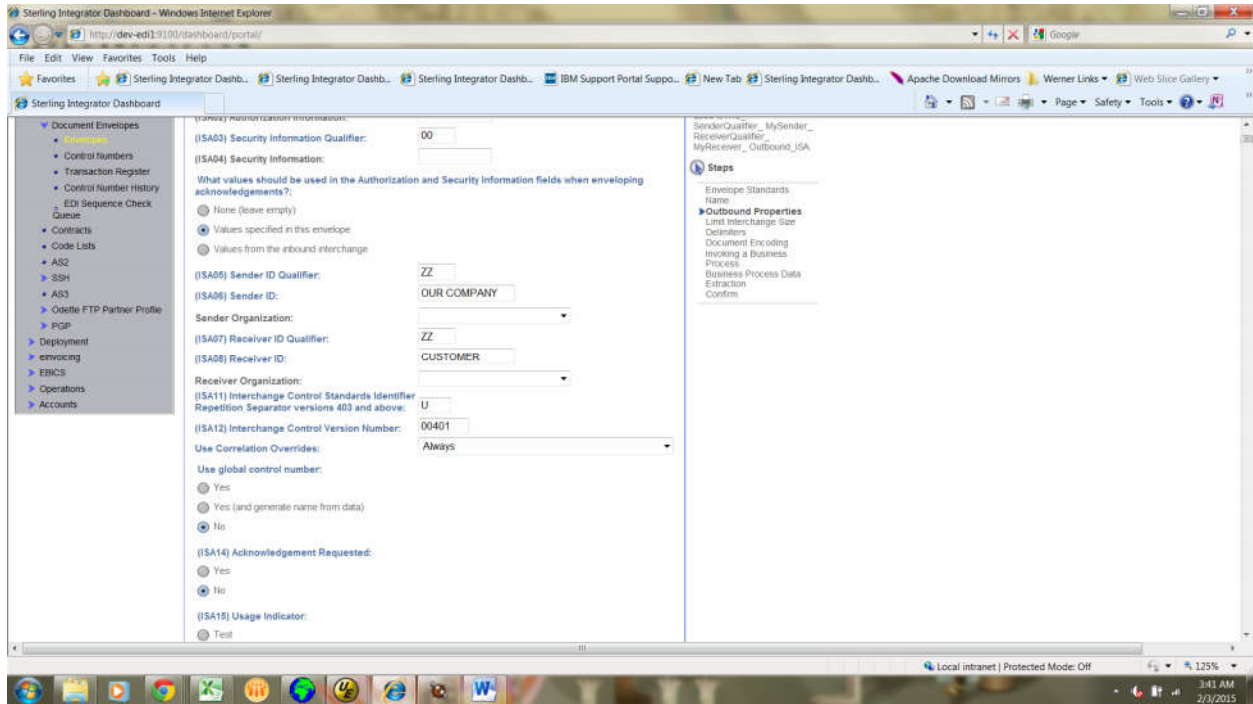 Sterling Integrator Dashboard - Windows Internet Explorer
http://dev-edi1:9100/dashboard/portal/
Google
File Edit View Favorites Tools Help
Favorites Sterling Integrator Dashb... Sterling Integrator Dashb... Sterling Integrator Dashb... IBM Support Portal Suppo... New Tab Sterling Integrator Dashb... Apache Download Mirrors Werner Links Web Slice Gallery
Sterling Integrator Dashboard
Page Safety Tools
Document Envelopes
Envelopes
Control Numbers
Transaction Register
Control Number History
EDI Sequence Check
Queue
Contracts
Code Lists
AS2
SSH
AS3
Odette FTP Partner Profile
PGP
Deployment
einvoicing
EBICS
Operations
Accounts
(ISA02) Authorization Information:
(ISA03) Security Information Qualifier: 00
(ISA04) Security Information:
What values should be used in the Authorization and Security Information fields when enveloping
acknowledgements?:
None (leave empty)
Values specified in this envelope
Values from the inbound interchange
(ISA05) Sender ID Qualifier: ZZ
(ISA06) Sender ID: OUR COMPANY
Sender Organization:
(ISA07) Receiver ID Qualifier: ZZ
(ISA08) Receiver ID: CUSTOMER
Receiver Organization:
(ISA11) Interchange Control Standards Identifier
Repetition Separator versions 403 and above: U
(ISA12) Interchange Control Version Number: 00401
Use Correlation Overrides: Always
Use global control number:
Yes
Yes (and generate name from data)
No
(ISA14) Acknowledgement Requested:
Yes
No
(ISA15) Usage Indicator:
Test
SenderQualifier_ MySender_
ReceiverQualifier_
MyReceiver_ Outbound_ISA
Steps
Envelope Standards
Name
Outbound Properties
Limit Interchange Size
Delimiters
Document Encoding
Invoking a Business
Process
Business Process Data
Extraction
Confirm
Local intranet | Protected Mode: Off
125%
3:41 AM
2/3/2015